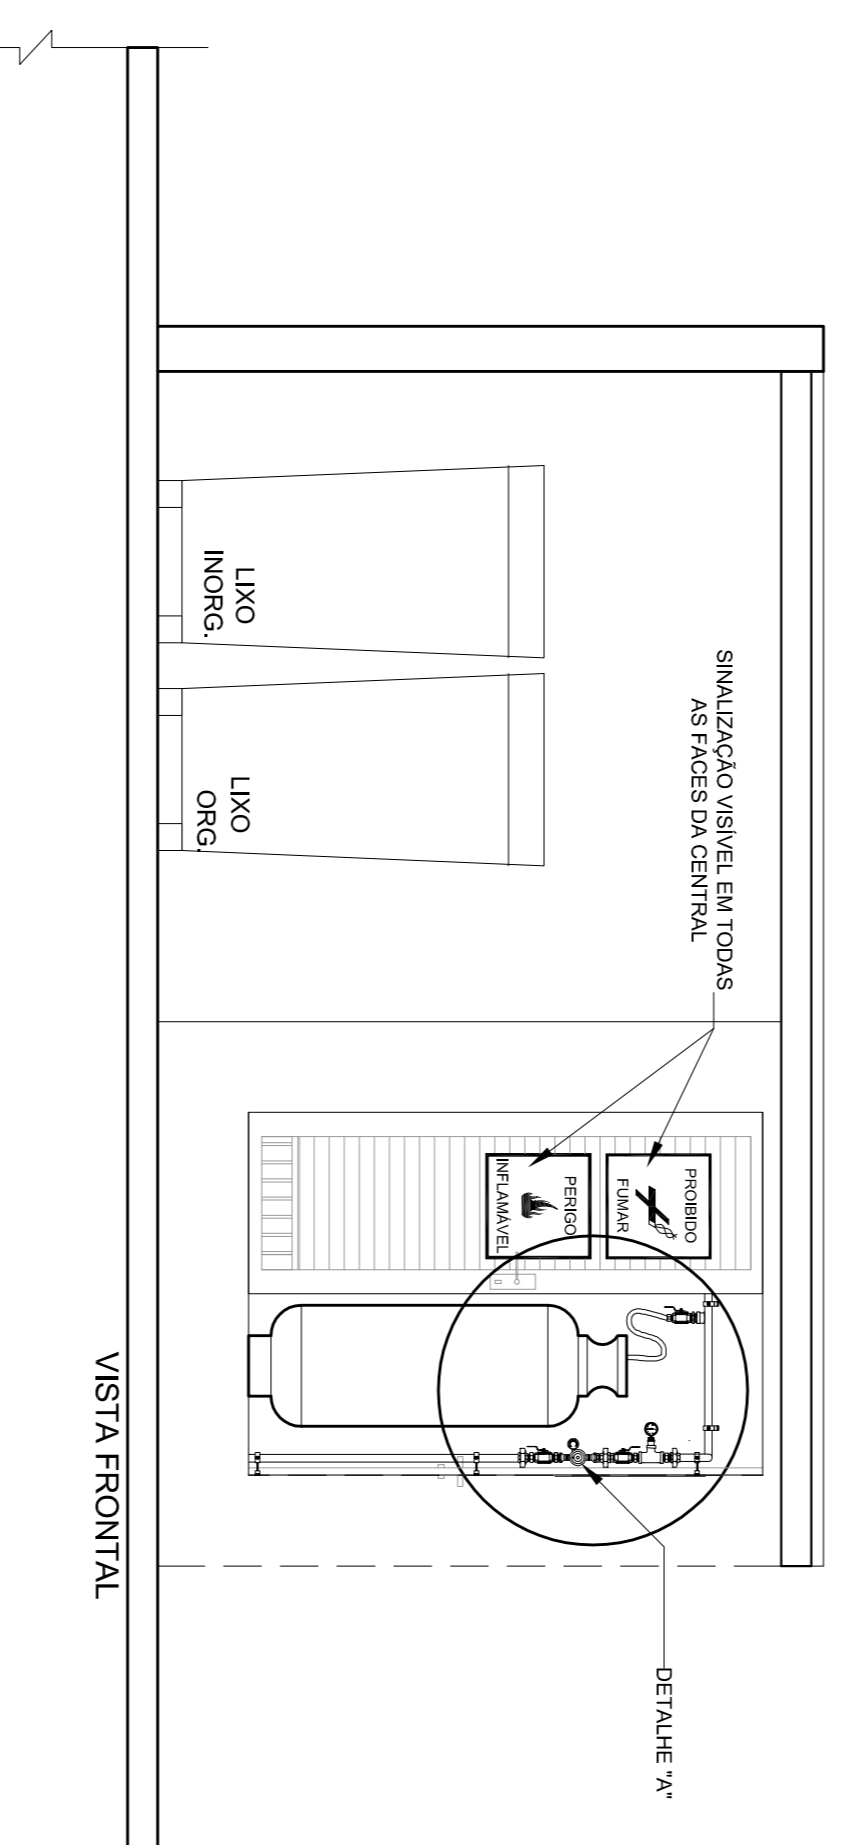 SINALIZAÇÃO VISÍVEL EM TODAS
AS FACES DA CENTRAL
PROIBIDO
FUMAR
PERIGO
INFLAMÁVEL
DETALHE "A"
LIXO
INORG.
LIXO
ORG.
VISTA FRONTAL